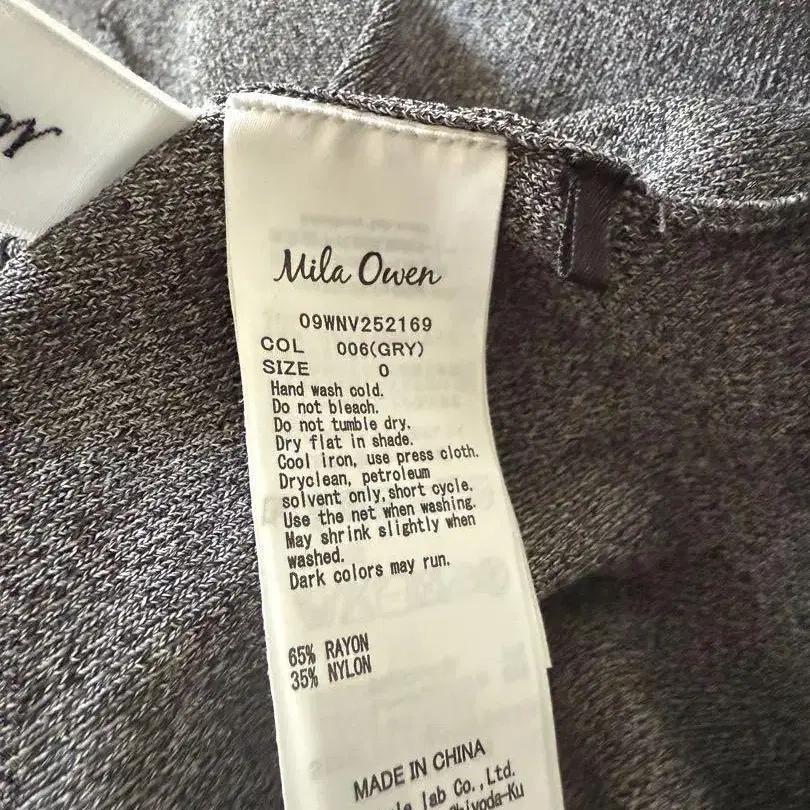 Mila Owen
09WNV252169
COL 006(GRY)
SIZE 0
Hand wash cold.
Do not bleach.
Do not tumble dry.
Dry flat in shade.
Cool iron, use press cloth.
Dryclean, petroleum
solvent only,short cycle.
Use the net when washing.
May shrink slightly when
washed.
Dark colors may run.
65% RAYON
35% NYLON
MADE IN CHINA
lab Co.,Ltd.